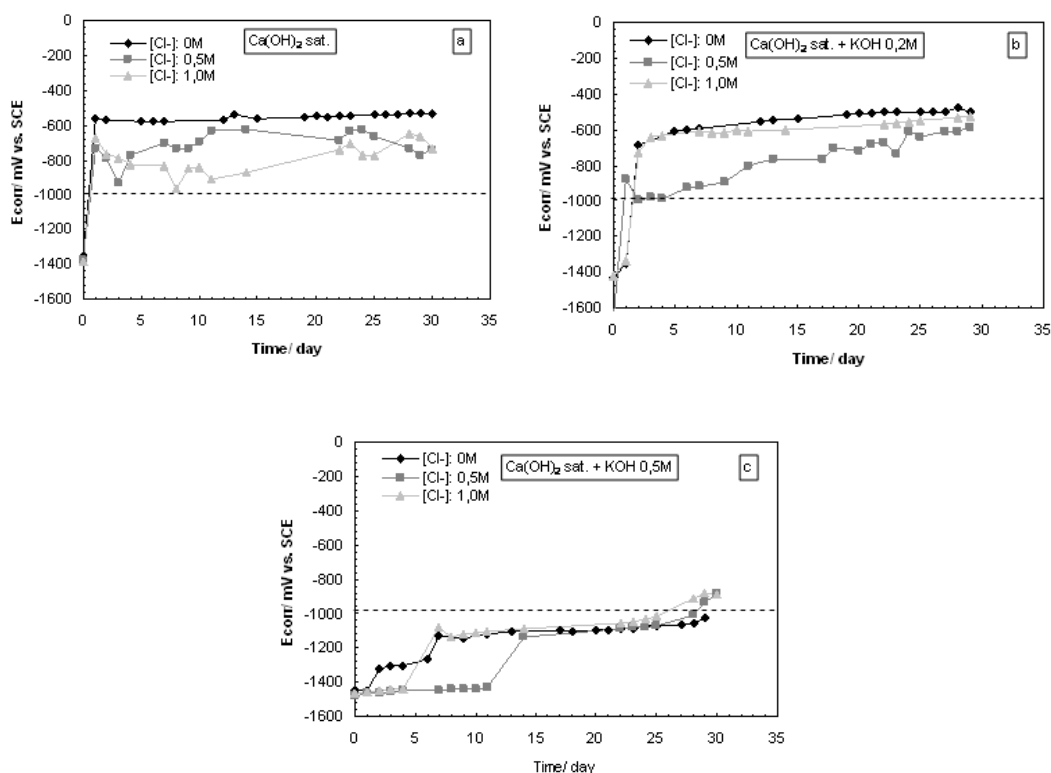 0
-200
-400
-600
-800
-1000
-1200
-1400
-1600
Ecorr/ mV vs. SCE
[Cl-]: 0M
[Cl-]: 0,5M
[Cl-]: 1,0M
Ca(OH)₂ sat.
a
0 5 10 15 20 25 30 35
Time/ day
0
-200
-400
-600
-800
-1000
-1200
-1400
-1600
Ecorr/ mV vs. SCE
[Cl-]: 0M
[Cl-]: 0,5M
[Cl-]: 1,0M
Ca(OH)₂ sat. + KOH 0,2M
b
0 5 10 15 20 25 30 35
Time/ day
0
-200
-400
-600
-800
-1000
-1200
-1400
-1600
Ecorr/ mV vs. SCE
[Cl-]: 0M
[Cl-]: 0,5M
[Cl-]: 1,0M
Ca(OH)₂ sat. + KOH 0,5M
c
0 5 10 15 20 25 30 35
Time/ day